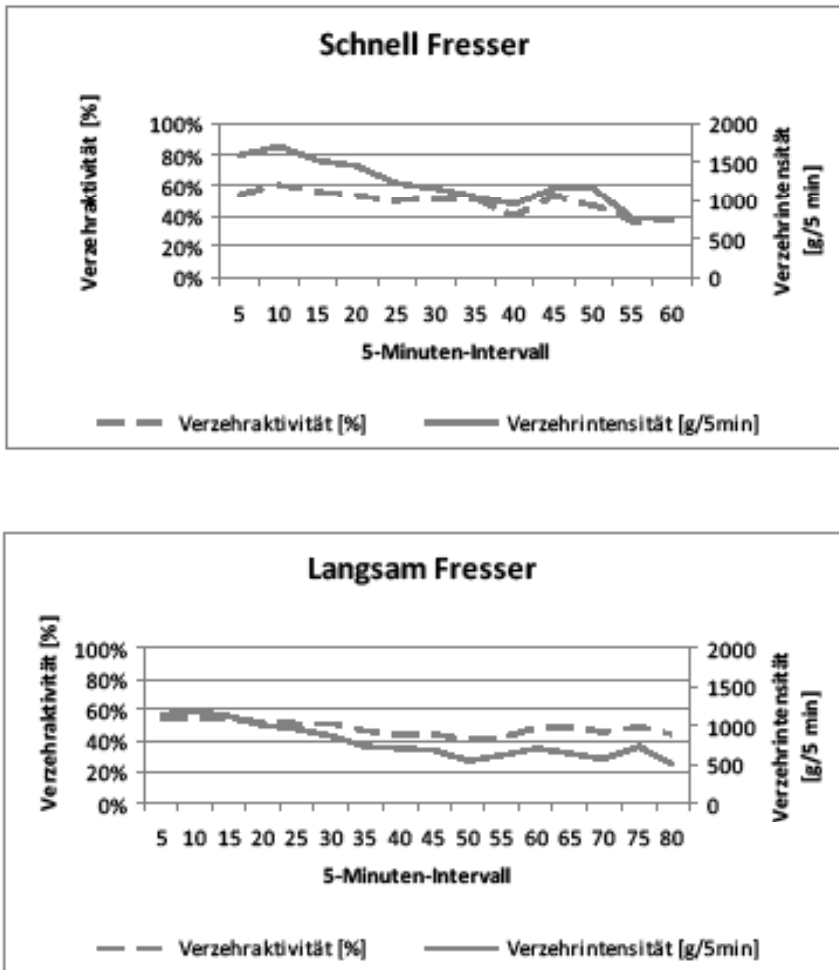 Schnell Fresser
Verzehraktivität [%]
100%
80%
60%
40%
20%
0%
2000
1500
1000
500
0
Verzehrintensität
[g/5 min]
5 10 15 20 25 30 35 40 45 50 55 60
5-Minuten-Intervall
Verzehraktivität [%] Verzehrintensität [g/5min]
Langsam Fresser
Verzehraktivität [%]
100%
80%
60%
40%
20%
0%
2000
1500
1000
500
0
Verzehrintensität
[g/5 min]
5 10 15 20 25 30 35 40 45 50 55 60 65 70 75 80
5-Minuten-Intervall
Verzehraktivität [%] Verzehrintensität [g/5min]